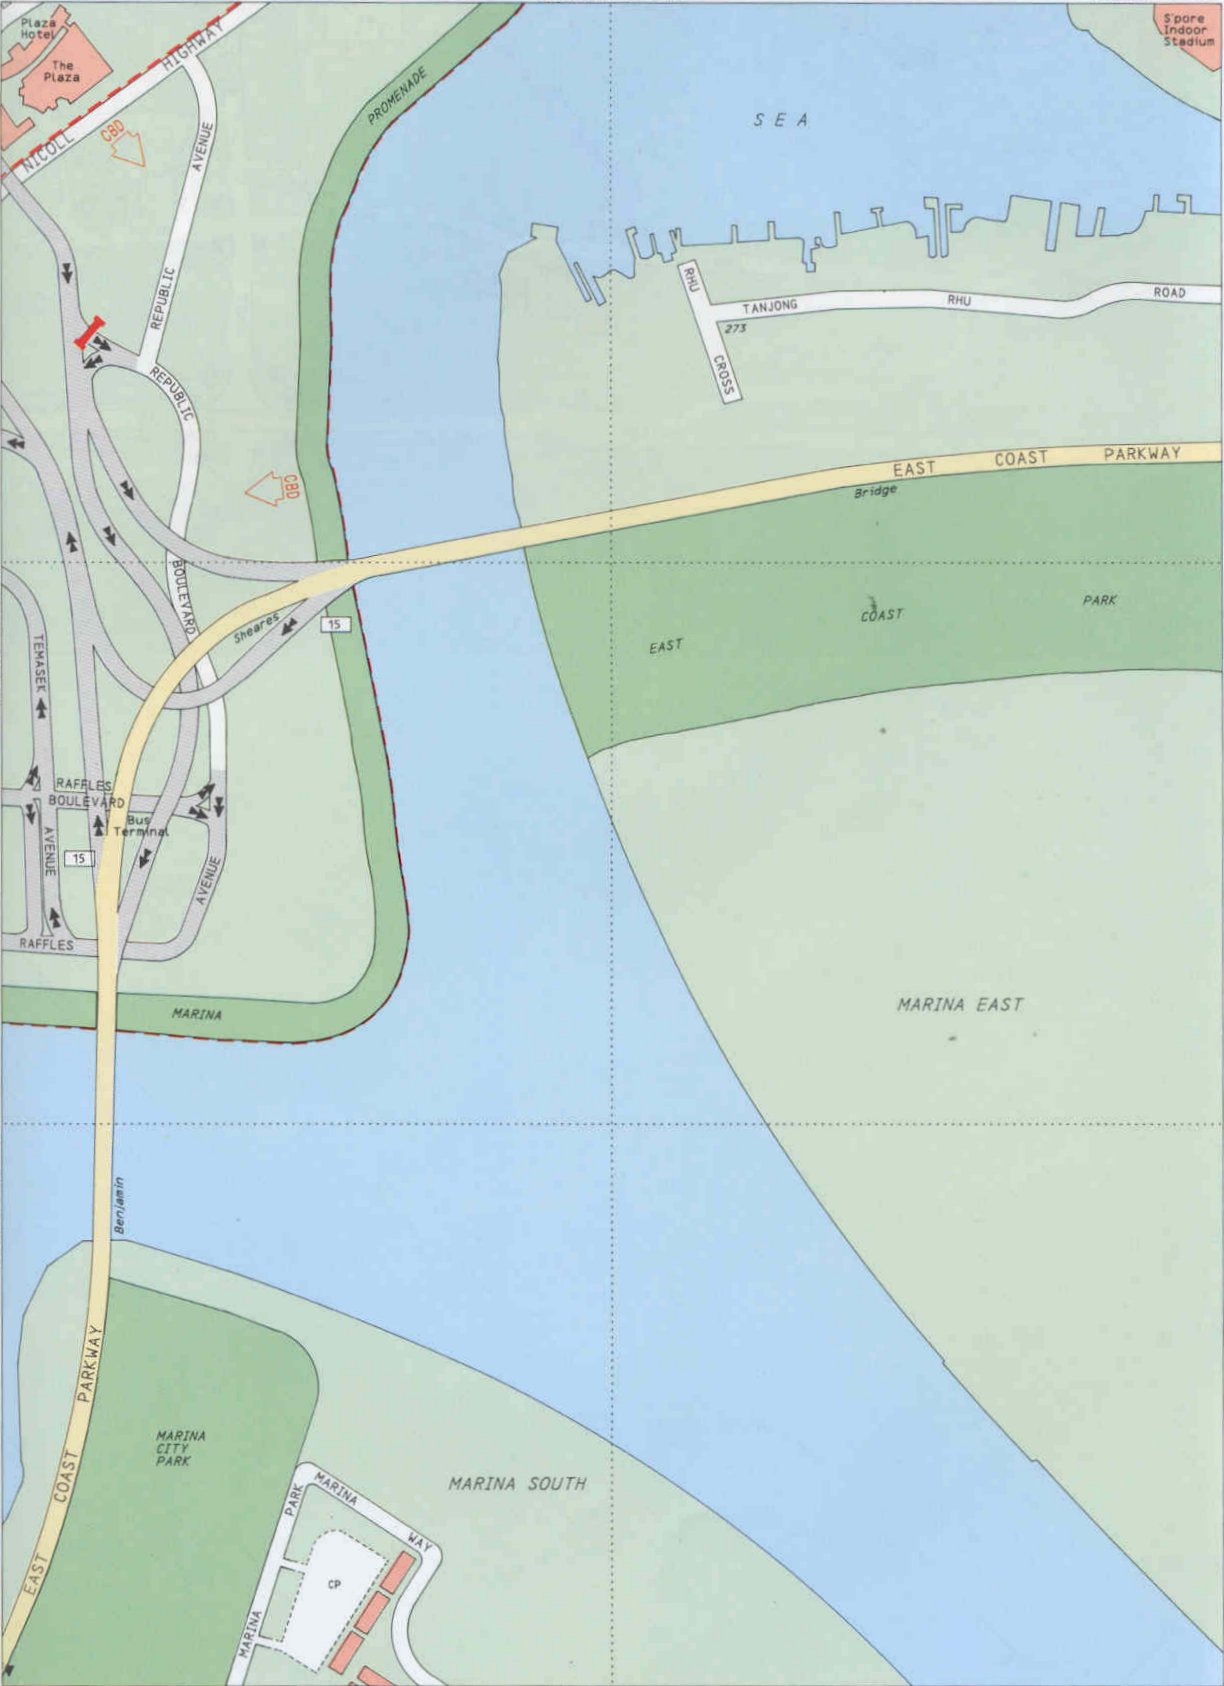 Plaza
Hotel
The
Plaza
NICOLL HIGHWAY
CBD
REPUBLIC AVENUE
PROMENADE
SEA
S'pore
Indoor
Stadium
RHU CROSS
TANJONG RHU ROAD
273
REPUBLIC BOULEVARD
CBD
EAST COAST PARKWAY
Bridge
EAST COAST PARK
Sheares
15
TEMASEK AVENUE
RAFFLES
BOULEVARD
Bus
Terminal
15
RAFFLES AVENUE
MARINA
MARINA EAST
Benjamin
EAST COAST PARKWAY
MARINA
CITY
PARK
MARINA SOUTH
MARINA PARK
MARINA WAY
CP